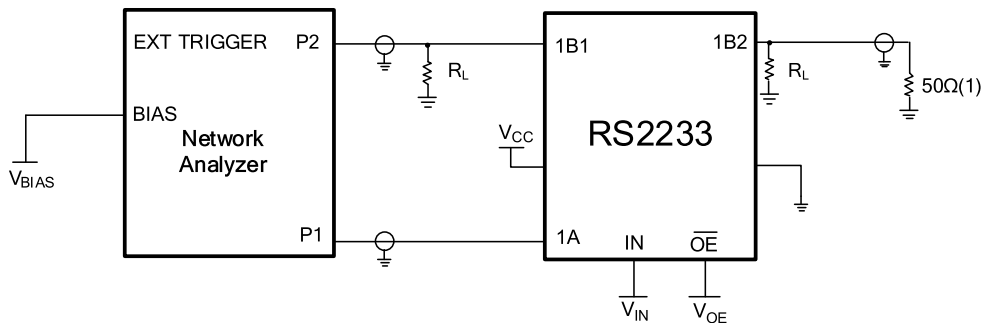 EXT TRIGGER
P2
BIAS
Network
Analyzer
P1
VBIAS
RL
1B1
1B2
RL
50Ω(1)
VCC
RS2233
1A
IN
OE
VIN
VOE